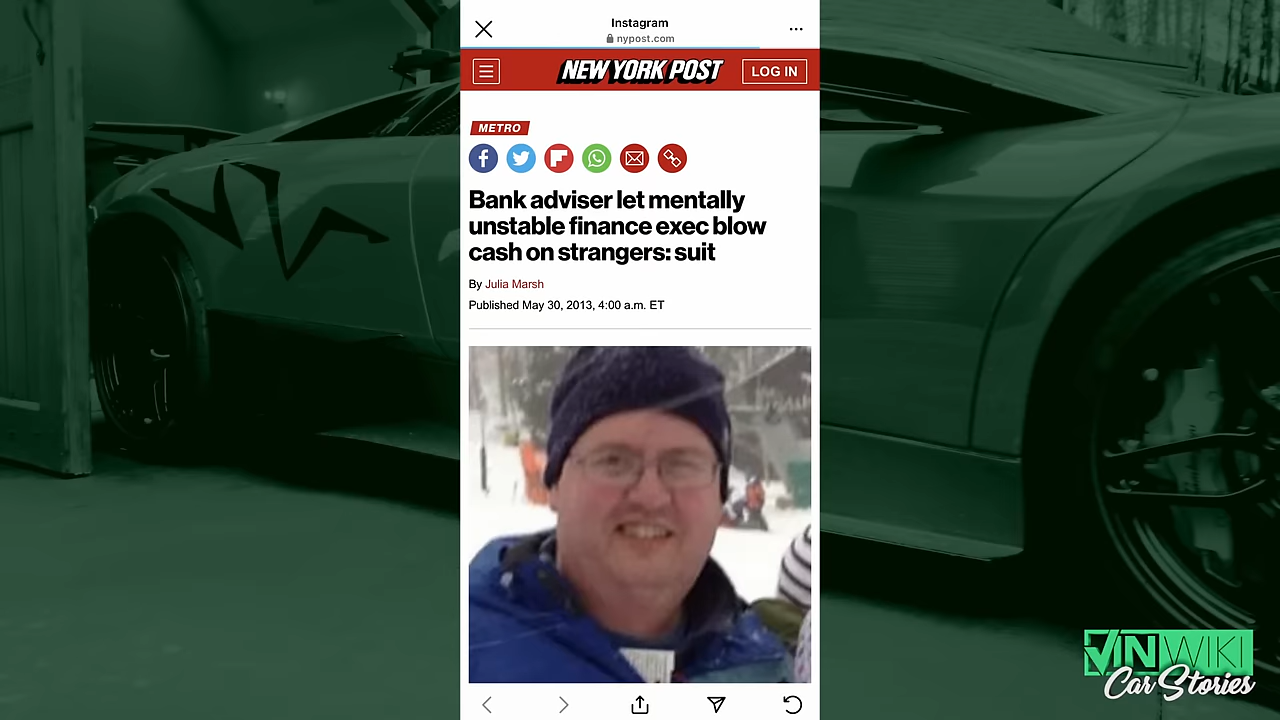 Instagram
nypost.com
NEW YORK POST
LOG IN
METRO
Bank adviser let mentally
unstable finance exec blow
cash on strangers: suit
By Julia Marsh
Published May 30, 2013, 4:00 a.m. ET
VINWIKI
Car Stories